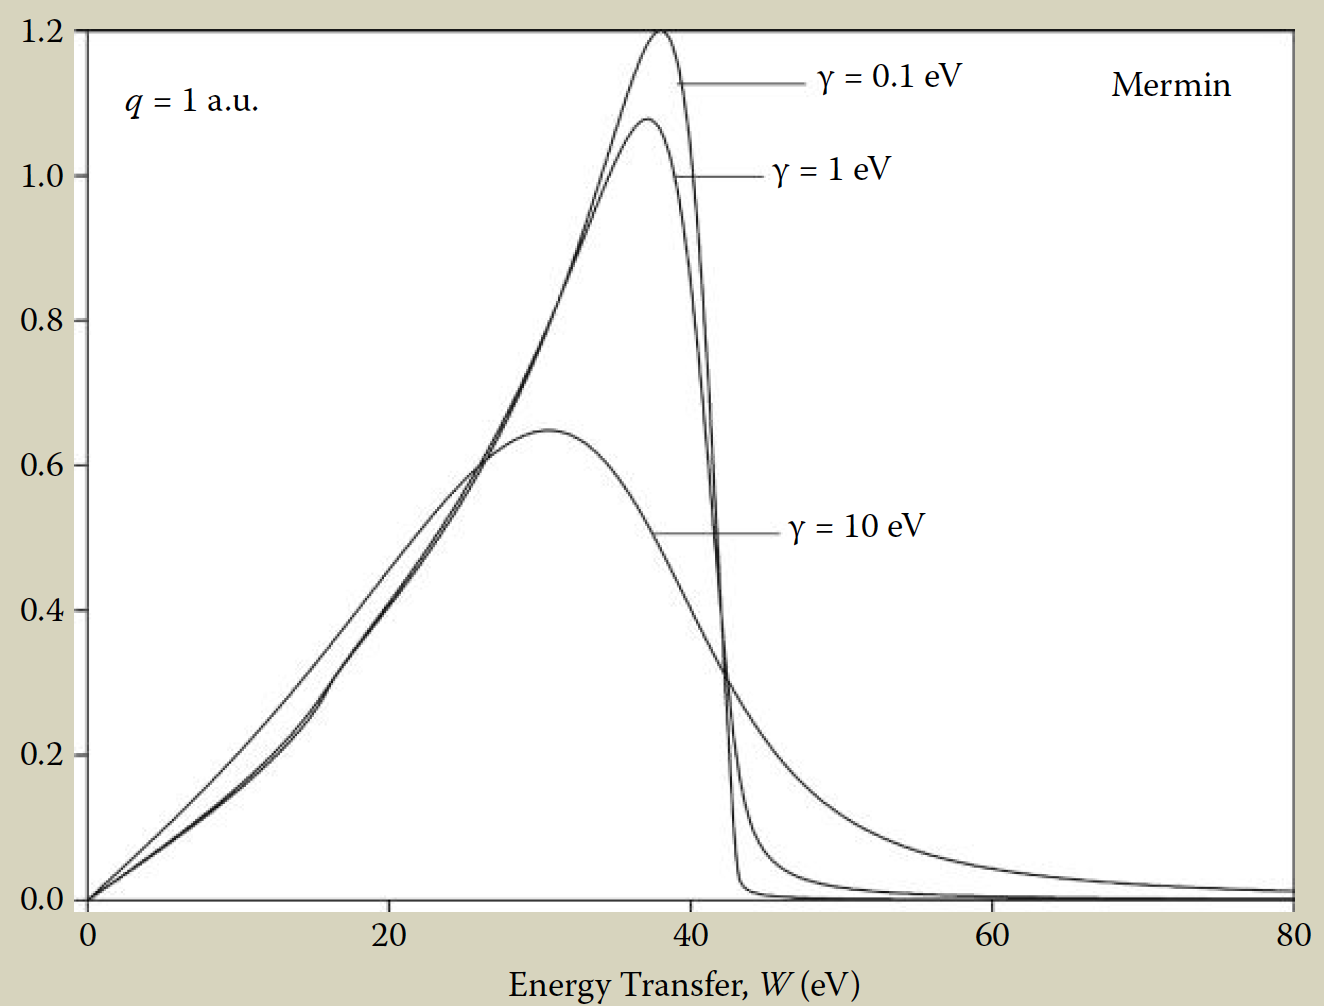 1.2
γ = 0.1 eV
Mermin
q = 1 a.u.
1.0
γ = 1 eV
0.8
0.6
γ = 10 eV
0.4
0.2
0.0
0 20 40 60 80
Energy Transfer, W (eV)